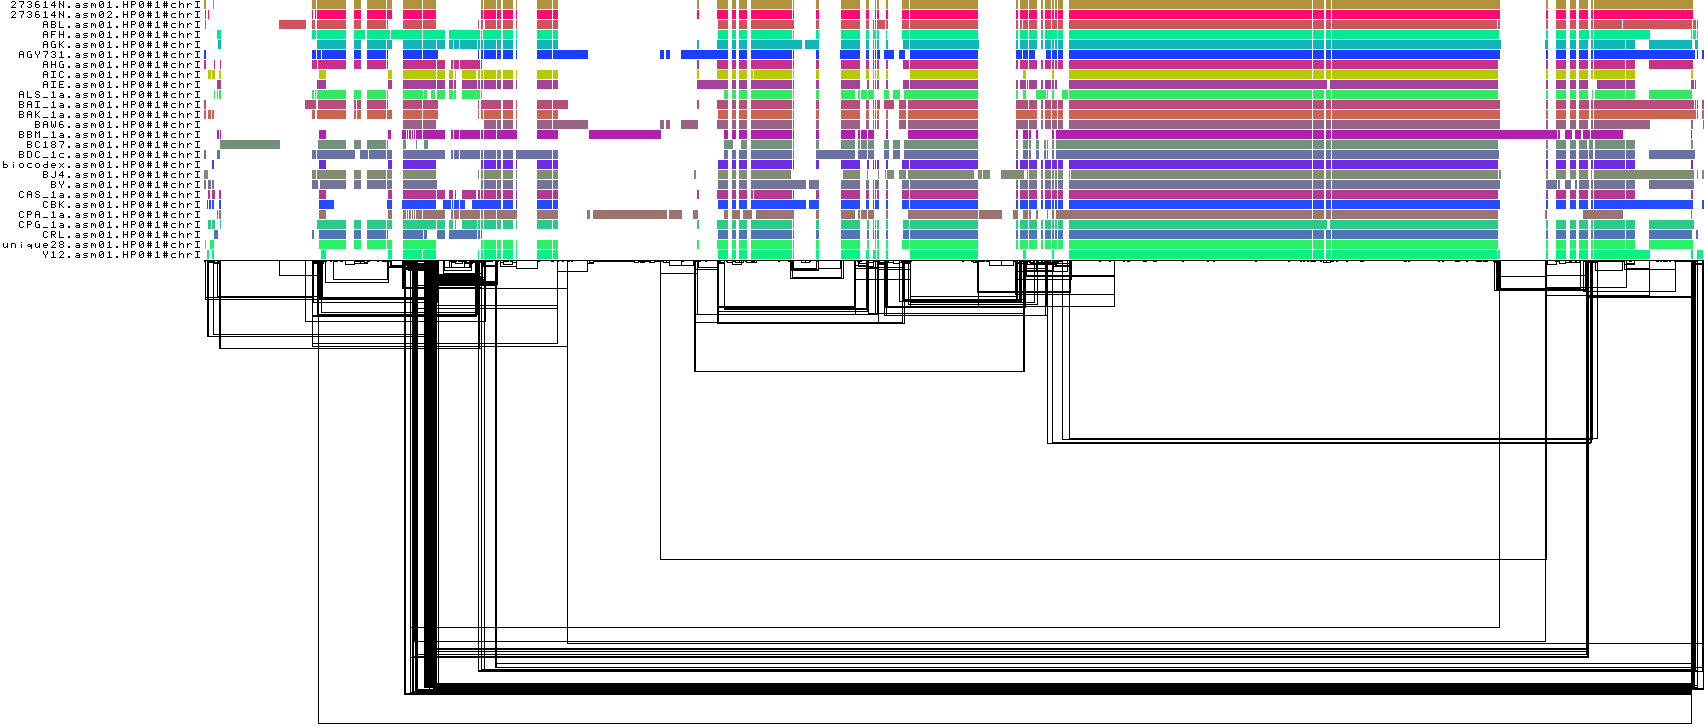 273614N.asm01.HP0#1#chrI
273614N.asm02.HP0#1#chrI
ABL.asm01.HP0#1#chrI
AFH.asm01.HP0#1#chrI
AGK.asm01.HP0#1#chrI
AGY731.asm01.HP0#1#chrI
AHG.asm01.HP0#1#chrI
AIC.asm01.HP0#1#chrI
AIE.asm01.HP0#1#chrI
ALS_1a.asm01.HP0#1#chrI
BAI_1a.asm01.HP0#1#chrI
BAK_1a.asm01.HP0#1#chrI
BAW6.asm01.HP0#1#chrI
BBM_1a.asm01.HP0#1#chrI
BC187.asm01.HP0#1#chrI
BDC_1c.asm01.HP0#1#chrI
biocodex.asm01.HP0#1#chrI
BJ4.asm01.HP0#1#chrI
BY.asm01.HP0#1#chrI
CAS_1a.asm01.HP0#1#chrI
CBK.asm01.HP0#1#chrI
CPA_1a.asm01.HP0#1#chrI
CPG_1a.asm01.HP0#1#chrI
CRL.asm01.HP0#1#chrI
unique28.asm01.HP0#1#chrI
Y12.asm01.HP0#1#chrI